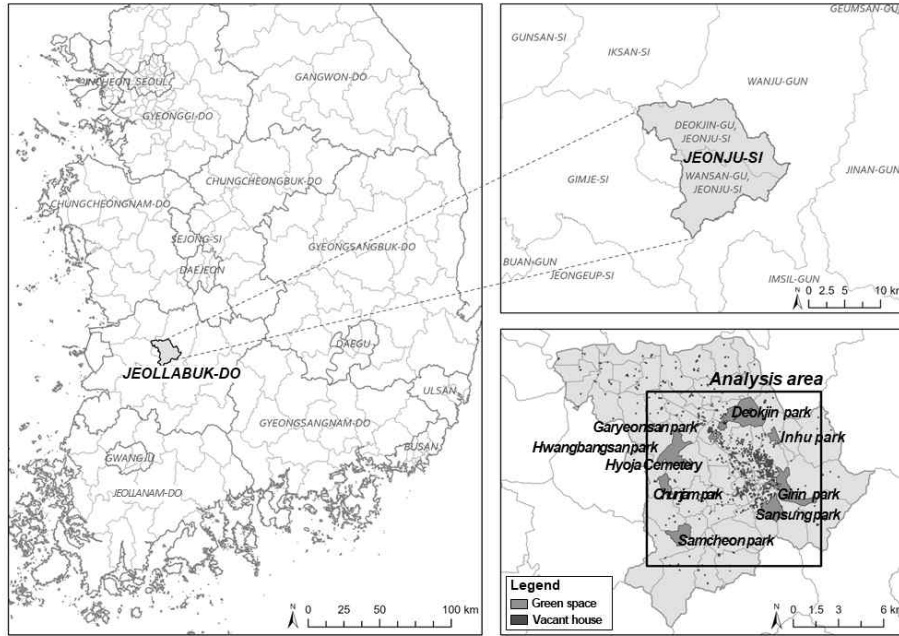 INCHEON
SEOUL
GANGWON-DO
GYEONGGI-DO
CHUNGCHEONGBUK-DO
CHUNGCHEONGNAM-DO
SEJONG-SI
GYEONGSANGBUK-DO
DAEJEON
JEOLLABUK-DO
DAEGU
ULSAN
GYEONGSANGNAM-DO
BUSAN
GWANGJU
JEOLLANAM-DO
N
0 25 50 100 km
GEUMSAN-GU,
GUNSAN-SI
IKSAN-SI
WANJU-GUN
DEOKJIN-GU,
JEONJU-SI
JEONJU-SI
WANSAN-GU,
JEONJU-SI
GIMJE-SI
JINAN-GUN
BUAN-GUN
JEONGEUP-SI
IMSIL-GUN
N
0 2.5 5 10 km
Analysis area
Deokjin park
Garyeonsan park
Inhu park
Hwangbangsan park
Hyoja Cemetery
Girin park
Sansung park
Samcheon park
Legend
Green space
Vacant house
N
0 1.5 3 6 km